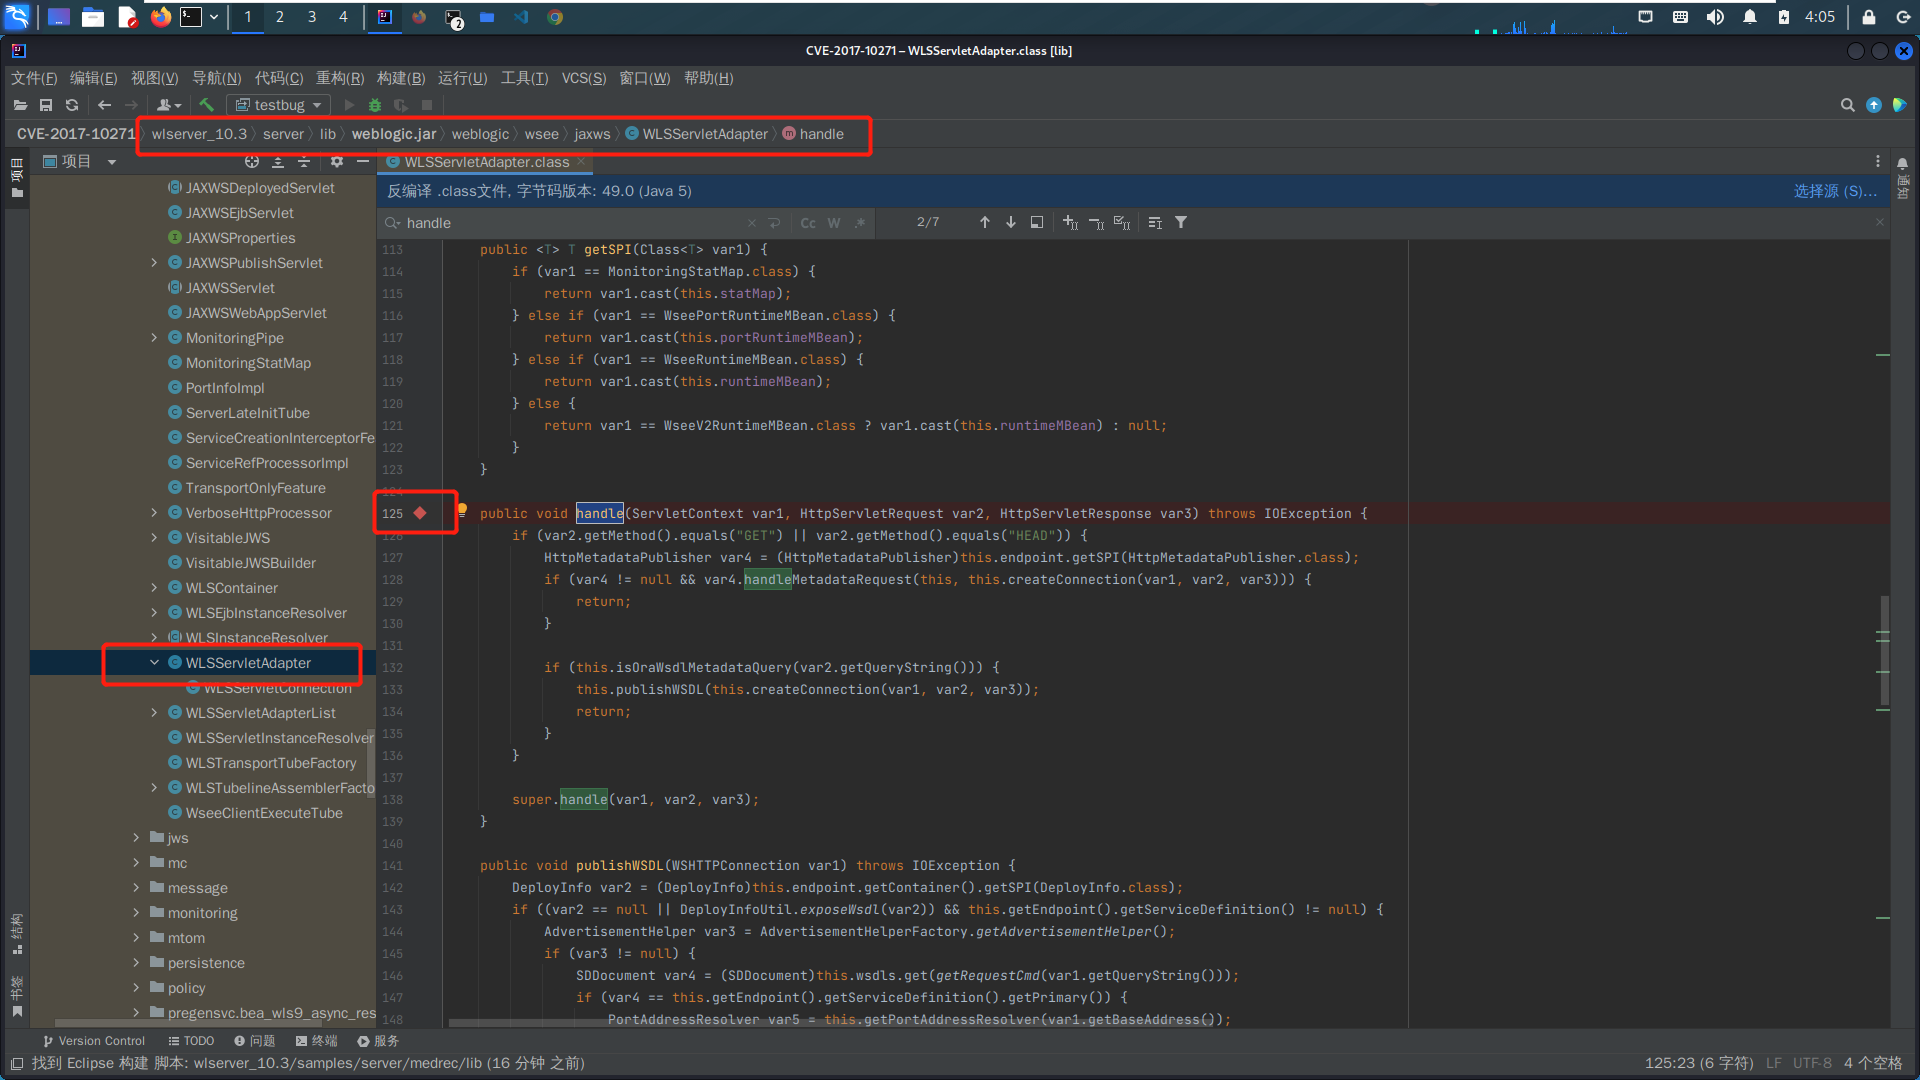 1 2 3 4
2
4:05
CVE-2017-10271 – WLSServletAdapter.class [lib]
文件(F) 编辑(E) 视图(V) 导航(N) 代码(C) 重构(R) 构建(B) 运行(U) 工具(T) VCS(S) 窗口(W) 帮助(H)
testbug
CVE-2017-10271 〉 wlserver_10.3 〉 server 〉 lib 〉 weblogic.jar 〉 weblogic 〉 wsee 〉 jaxws 〉 WLSServletAdapter 〉 handle
项目
项目
WLSServletAdapter.class
通知
反编译 .class文件, 字节码版本: 49.0 (Java 5)
选择源 (S)...
handle
Cc W .*
2/7
JAXWSDeployedServlet
JAXWSEjbServlet
JAXWSProperties
JAXWSPublishServlet
JAXWSServlet
JAXWSWebAppServlet
MonitoringPipe
MonitoringStatMap
PortInfoImpl
ServerLateInitTube
ServiceCreationInterceptorFe
ServiceRefProcessorImpl
TransportOnlyFeature
VerboseHttpProcessor
VisitableJWS
VisitableJWSBuilder
WLSContainer
WLSEjbInstanceResolver
WLSInstanceResolver
WLSServletAdapter
WLSServletConnection
WLSServletAdapterList
WLSServletInstanceResolver
WLSTransportTubeFactory
WLSTubelineAssemblerFacto
WseeClientExecuteTube
jws
mc
message
monitoring
mtom
persistence
policy
pregensvc.bea_wls9_async_res
113 public <T> T getSPI(Class<T> var1) {
114 if (var1 == MonitoringStatMap.class) {
115 return var1.cast(this.statMap);
116 } else if (var1 == WseePortRuntimeMBean.class) {
117 return var1.cast(this.portRuntimeMBean);
118 } else if (var1 == WseeRuntimeMBean.class) {
119 return var1.cast(this.runtimeMBean);
120 } else {
121 return var1 == WseeV2RuntimeMBean.class ? var1.cast(this.runtimeMBean) : null;
122 }
123 }
124
125 public void handle(ServletContext var1, HttpServletRequest var2, HttpServletResponse var3) throws IOException {
126 if (var2.getMethod().equals("GET") || var2.getMethod().equals("HEAD")) {
127 HttpMetadataPublisher var4 = (HttpMetadataPublisher)this.endpoint.getSPI(HttpMetadataPublisher.class);
128 if (var4 != null && var4.handleMetadataRequest(this, this.createConnection(var1, var2, var3))) {
129 return;
130 }
131
132 if (this.isOraWsdlMetadataQuery(var2.getQueryString())) {
133 this.publishWSDL(this.createConnection(var1, var2, var3));
134 return;
135 }
136 }
137
138 super.handle(var1, var2, var3);
139 }
140
141 public void publishWSDL(WSHTTPConnection var1) throws IOException {
142 DeployInfo var2 = (DeployInfo)this.endpoint.getContainer().getSPI(DeployInfo.class);
143 if ((var2 == null || DeployInfoUtil.exposeWsdl(var2)) && this.getEndpoint().getServiceDefinition() != null) {
144 AdvertisementHelper var3 = AdvertisementHelperFactory.getAdvertisementHelper();
145 if (var3 != null) {
146 SDDocument var4 = (SDDocument)this.wsdls.get(getRequestCmd(var1.getQueryString()));
147 if (var4 == this.getEndpoint().getServiceDefinition().getPrimary()) {
148 PortAddressResolver var5 = this.getPortAddressResolver(var1.getBaseAddress());
结构
书签
Version Control TODO 问题 终端 服务
找到 Eclipse 构建 脚本: wlserver_10.3/samples/server/medrec/lib (16 分钟 之前)
125:23 (6 字符) LF UTF-8 4 个空格